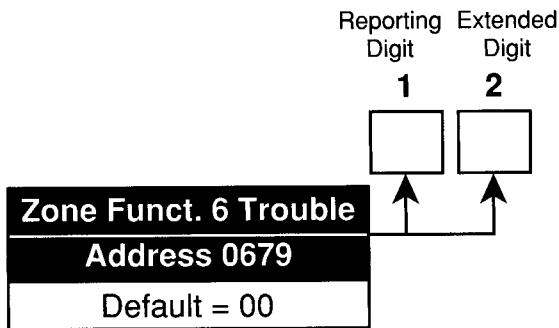 Reporting Extended
Digit Digit
1 2
Zone Funct. 6 Trouble
Address 0679
Default = 00